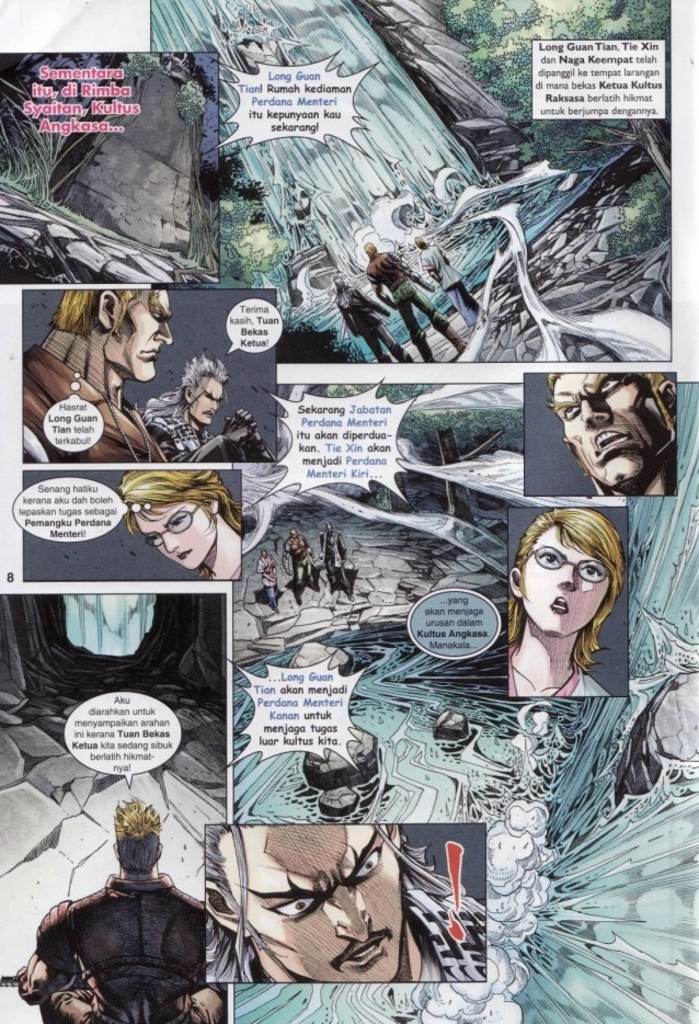 Sementara
itu, di Rimba
Syaitan, Kultus
Angkasa...
Long Guan
Tian! Rumah kediaman
Perdana Menteri
itu kepunyaan kau
sekarang!
Long Guan Tian, Tie Xin
dan Naga Keempat telah
dipanggil ke tempat larangan
di mana bekas Ketua Kultus
Raksasa berlatih hikmat
untuk berjumpa dengannya.
Terima
kasih, Tuan
Bekas
Ketua!
Hasrat
Long Guan
Tian telah
terkabul!
Sekarang Jabatan
Perdana Menteri
itu akan diperdua-
kan. Tie Xin akan
menjadi Perdana
Menteri Kiri...
Senang hatiku
kerana aku dah boleh
lepaskan tugas sebagai
Pemangku Perdana
Menteri!
...yang
akan menjaga
urusan dalam
Kultus Angkasa.
Manakala...
8
...Long Guan
Tian akan menjadi
Perdana Menteri
Kanan untuk
menjaga tugas
luar kultus kita.
Aku
diarahkan untuk
menyampaikan arahan
ini kerana Tuan Bekas
Ketua kita sedang sibuk
berlatih hikmat-
nya!
!